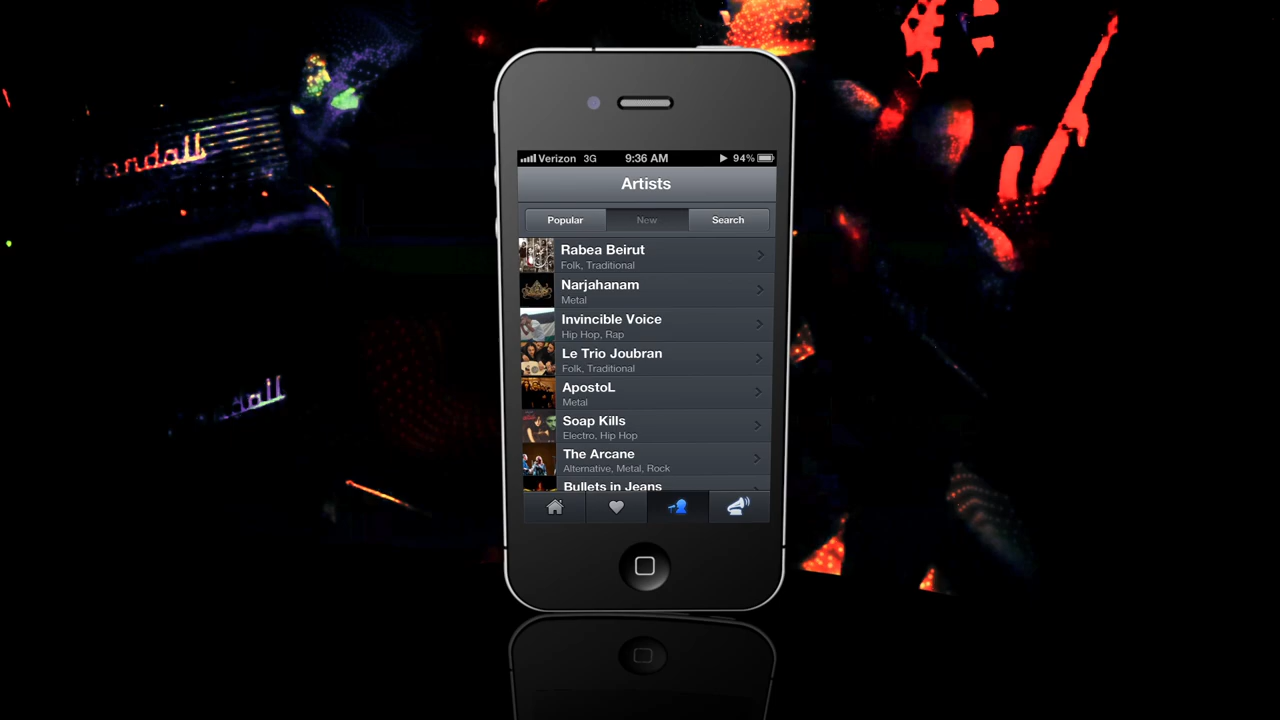 Randall
Verizon 3G 9:36 AM 94%
Artists
Popular New Search
Rabea Beirut
Folk, Traditional
Narjahanam
Metal
Invincible Voice
Hip Hop, Rap
Le Trio Joubran
Folk, Traditional
ApostoL
Metal
Soap Kills
Electro, Hip Hop
The Arcane
Alternative, Metal, Rock
Bullets in Jeans